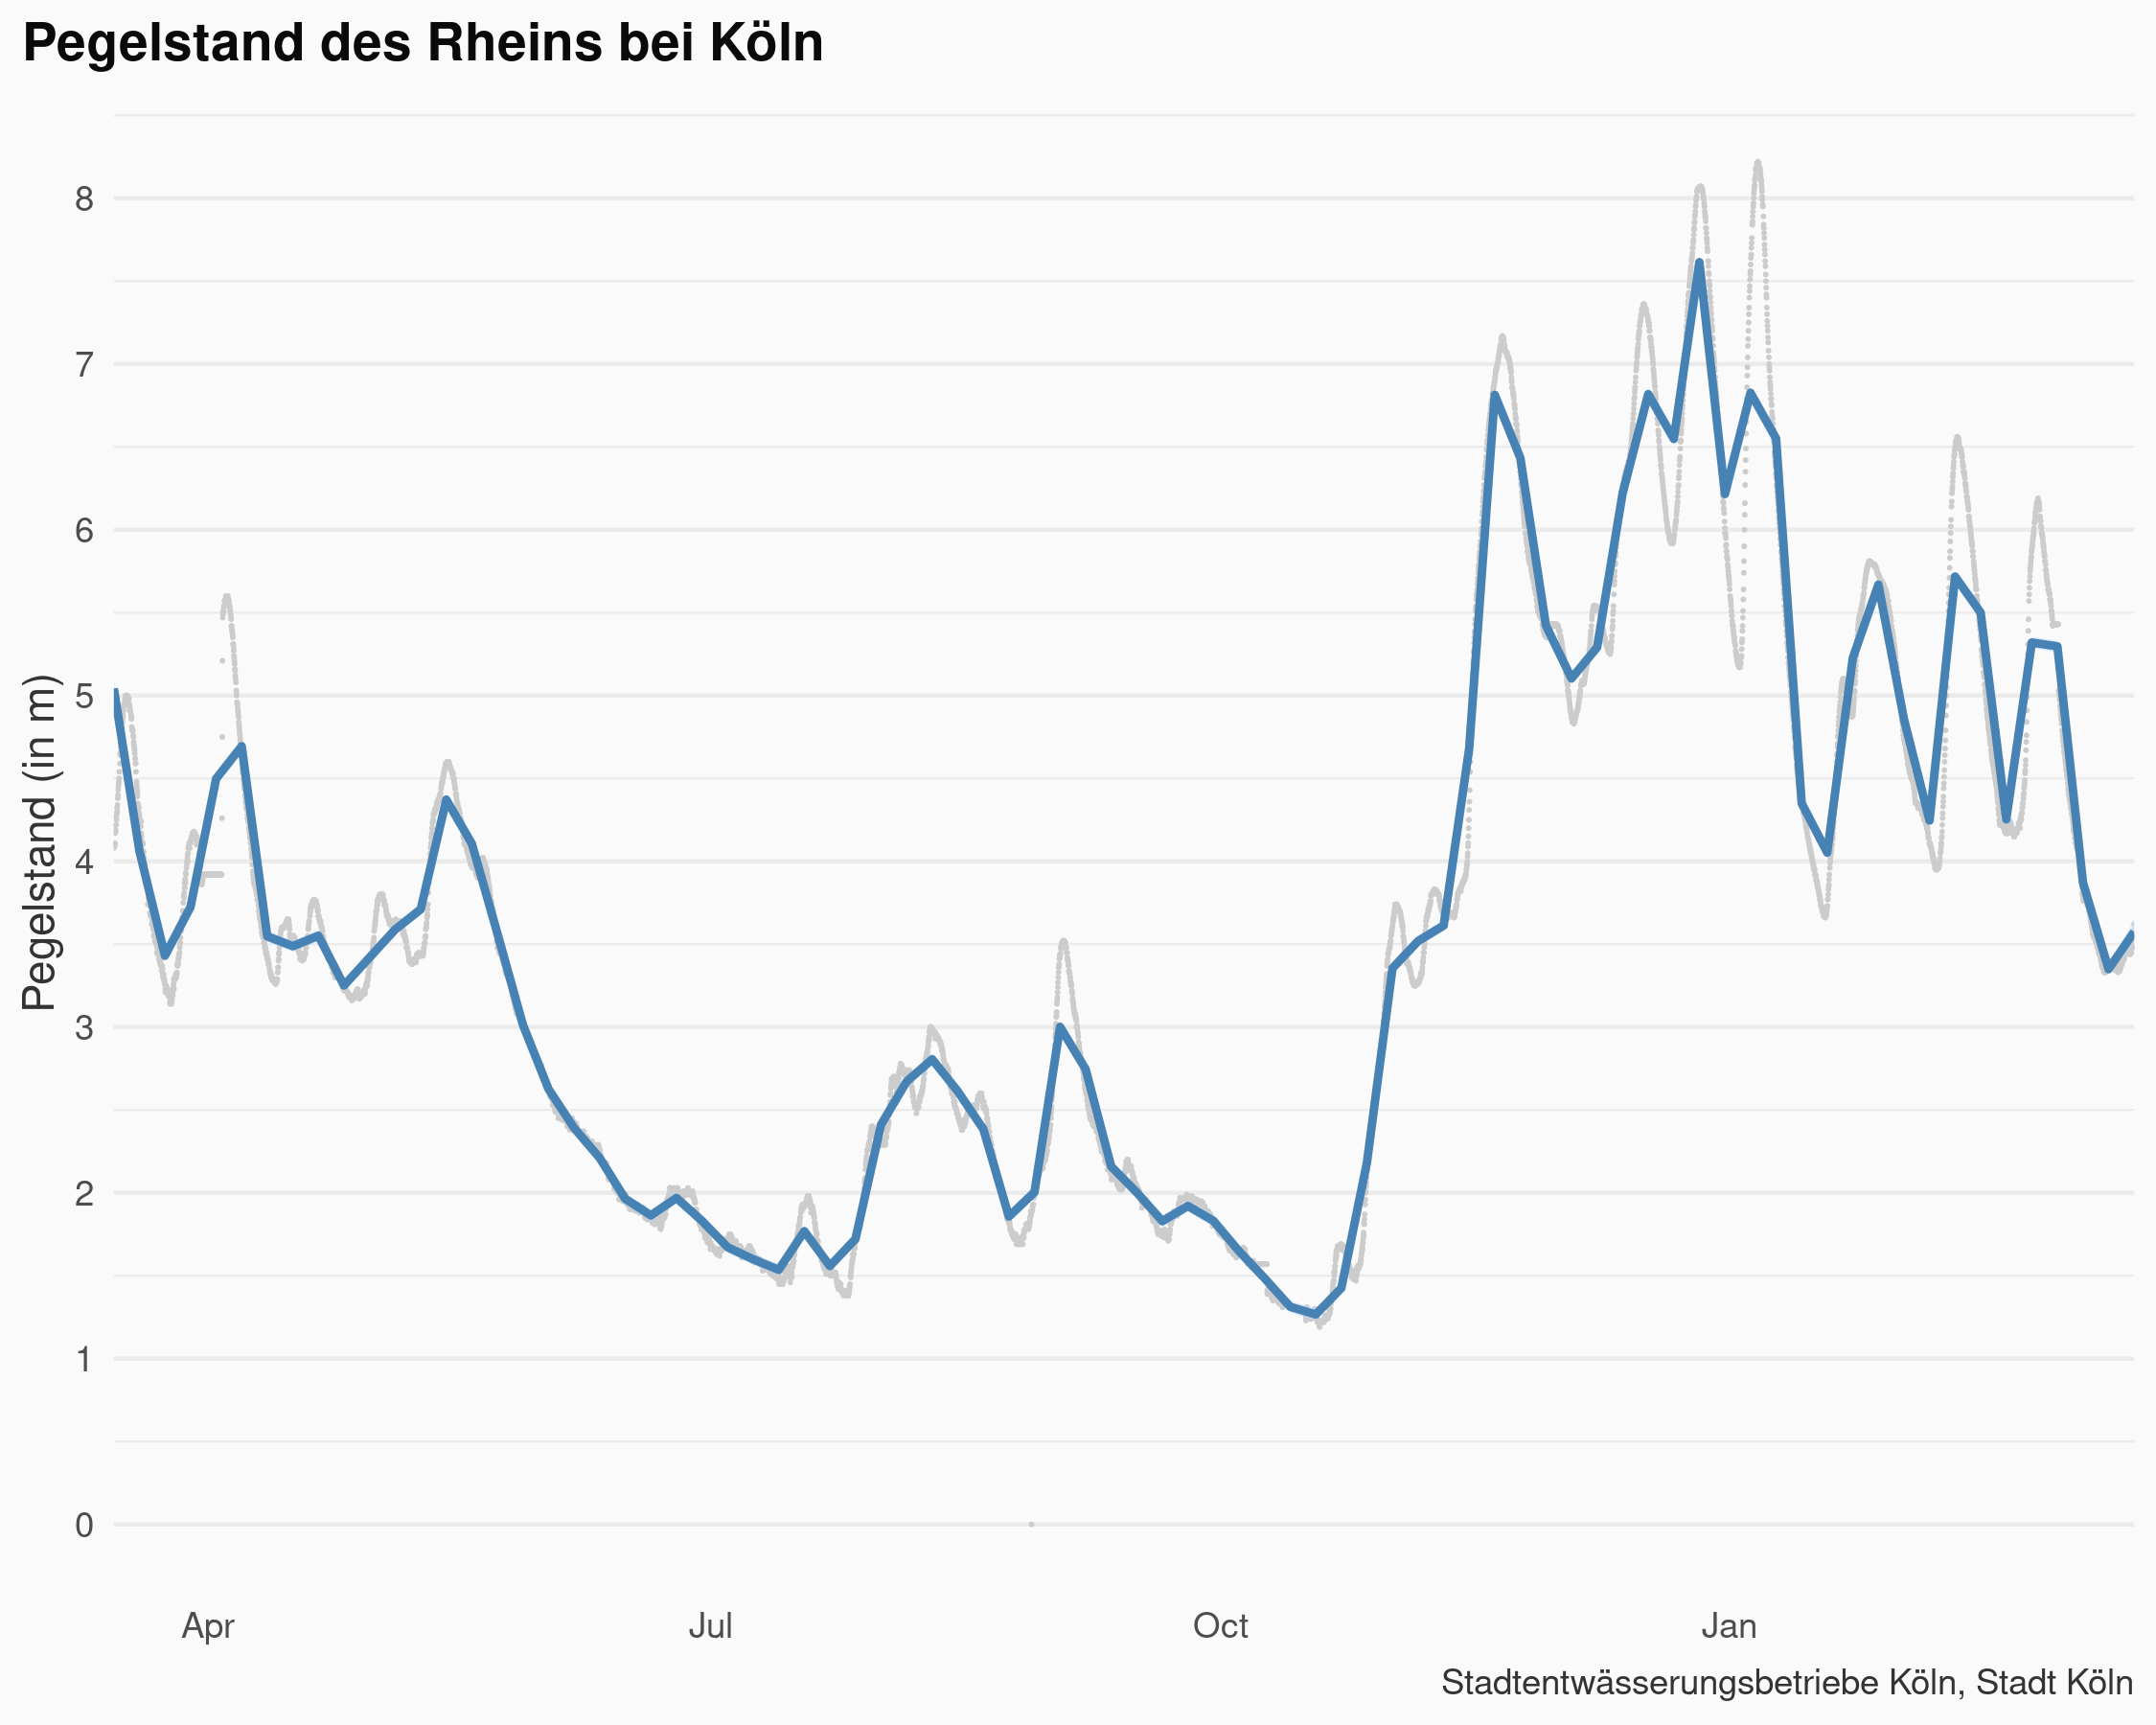 Pegelstand des Rheins bei Köln
Pegelstand (in m)
8
7
6
5
4
3
2
1
0
Apr Jul Oct Jan
Stadtentwässerungsbetriebe Köln, Stadt Köln